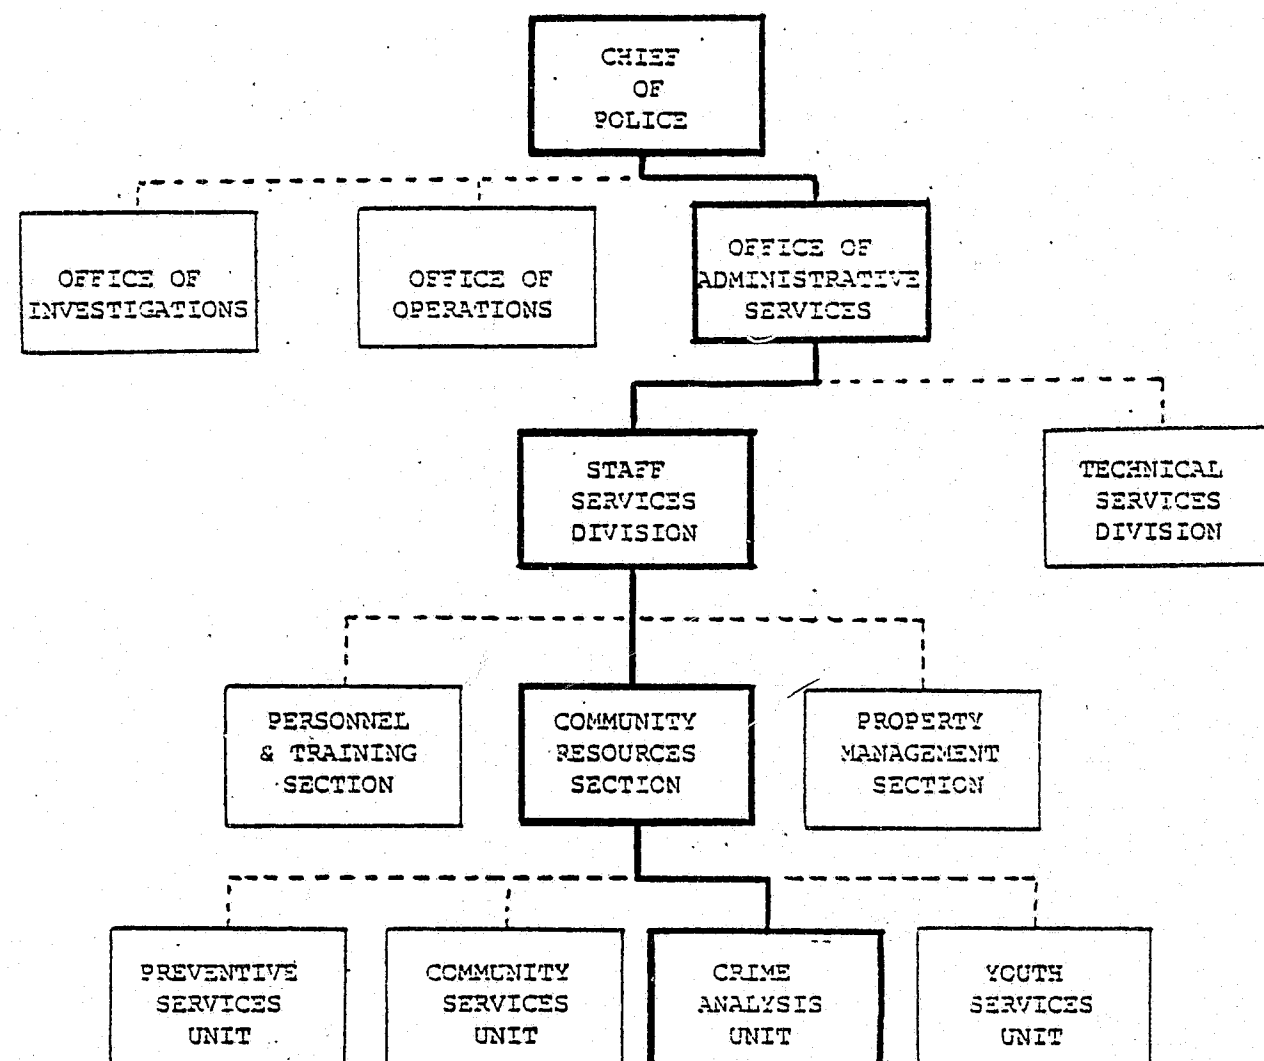 CHIEF
OF
POLICE
OFFICE OF
INVESTIGATIONS
OFFICE OF
OPERATIONS
OFFICE OF
ADMINISTRATIVE
SERVICES
STAFF
SERVICES
DIVISION
TECHNICAL
SERVICES
DIVISION
PERSONNEL
& TRAINING
SECTION
COMMUNITY
RESOURCES
SECTION
PROPERTY
MANAGEMENT
SECTION
PREVENTIVE
SERVICES
UNIT
COMMUNITY
SERVICES
UNIT
CRIME
ANALYSIS
UNIT
YOUTH
SERVICES
UNIT